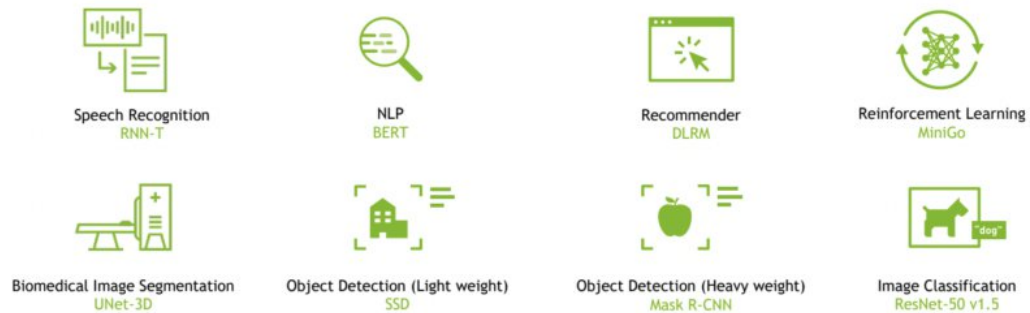 Speech Recognition
RNN-T
NLP
BERT
Recommender
DLRM
Reinforcement Learning
MiniGo
"dog"
Biomedical Image Segmentation
UNet-3D
Object Detection (Light weight)
SSD
Object Detection (Heavy weight)
Mask R-CNN
Image Classification
ResNet-50 v1.5